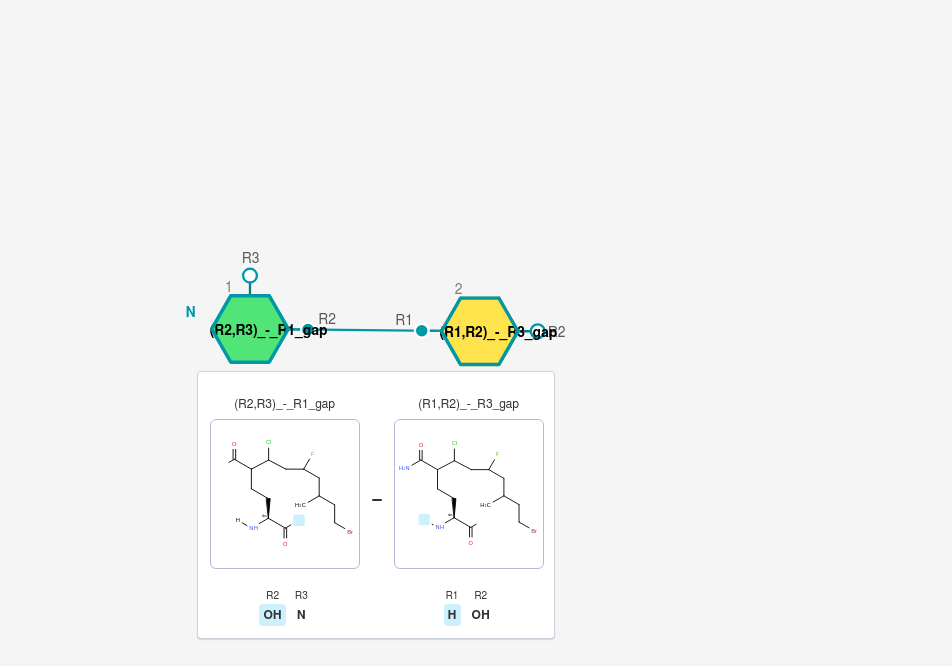 R3
1
N
(R2,R3)_-_R1_gap
R2
R1
2
(R1,R2)_-_R3_gap
R2
(R2,R3)_-_R1_gap
(R1,R2)_-_R3_gap
O
Cl
F
H₃C
H
NH
O
Br
–
O
Cl
F
H₂N
H₃C
NH
O
Br
R2 R3
OH N
R1 R2
H OH